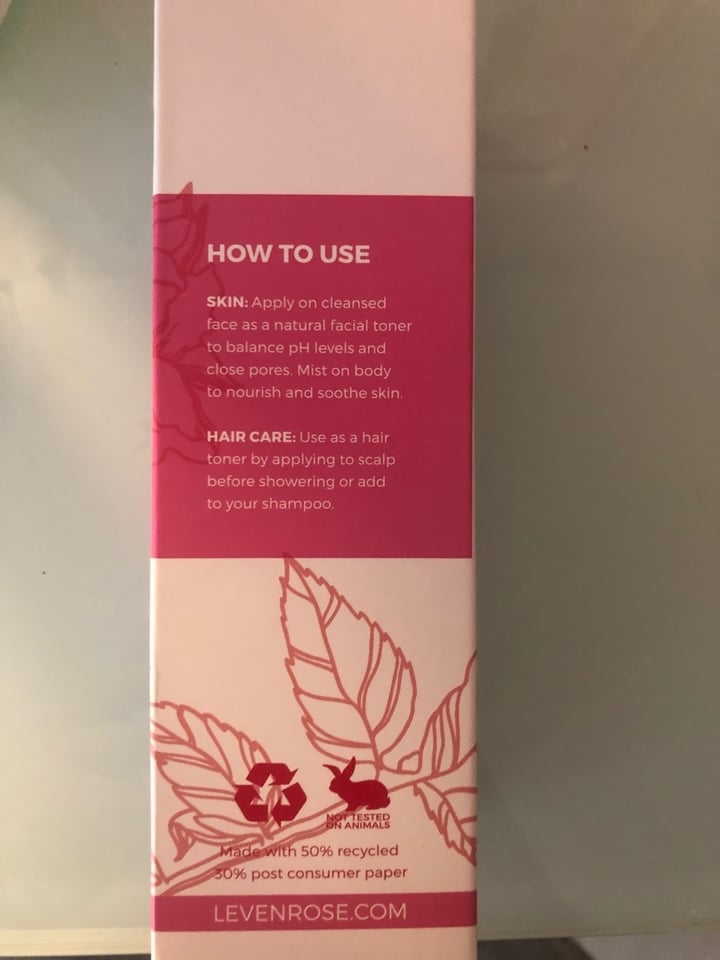 HOW TO USE
SKIN: Apply on cleansed
face as a natural facial toner
to balance pH levels and
close pores. Mist on body
to nourish and soothe skin.
HAIR CARE: Use as a hair
toner by applying to scalp
before showering or add
to your shampoo.
NOT TESTED
ON ANIMALS
Made with 50% recycled
30% post consumer paper
LEVENROSE.COM